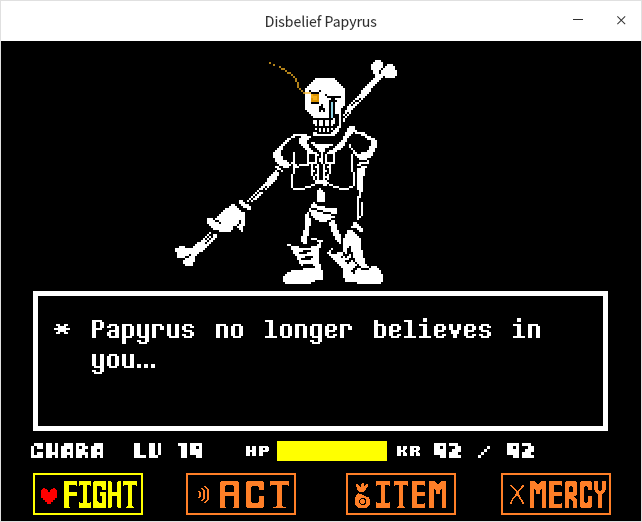 Disbelief Papyrus
* Papyrus no longer believes in
you...
CHARA LV 19 HP KR 92 / 92
FIGHT ACT ITEM MERCY